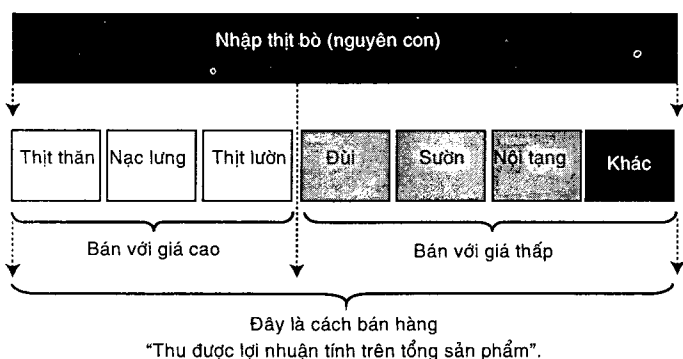 Nhập thịt bò (nguyên con)
Thịt thăn
Nạc lưng
Thịt lườn
Đùi
Sườn
Nội tạng
Khác
Bán với giá cao
Bán với giá thấp
Đây là cách bán hàng
“Thu được lợi nhuận tính trên tổng sản phẩm”.